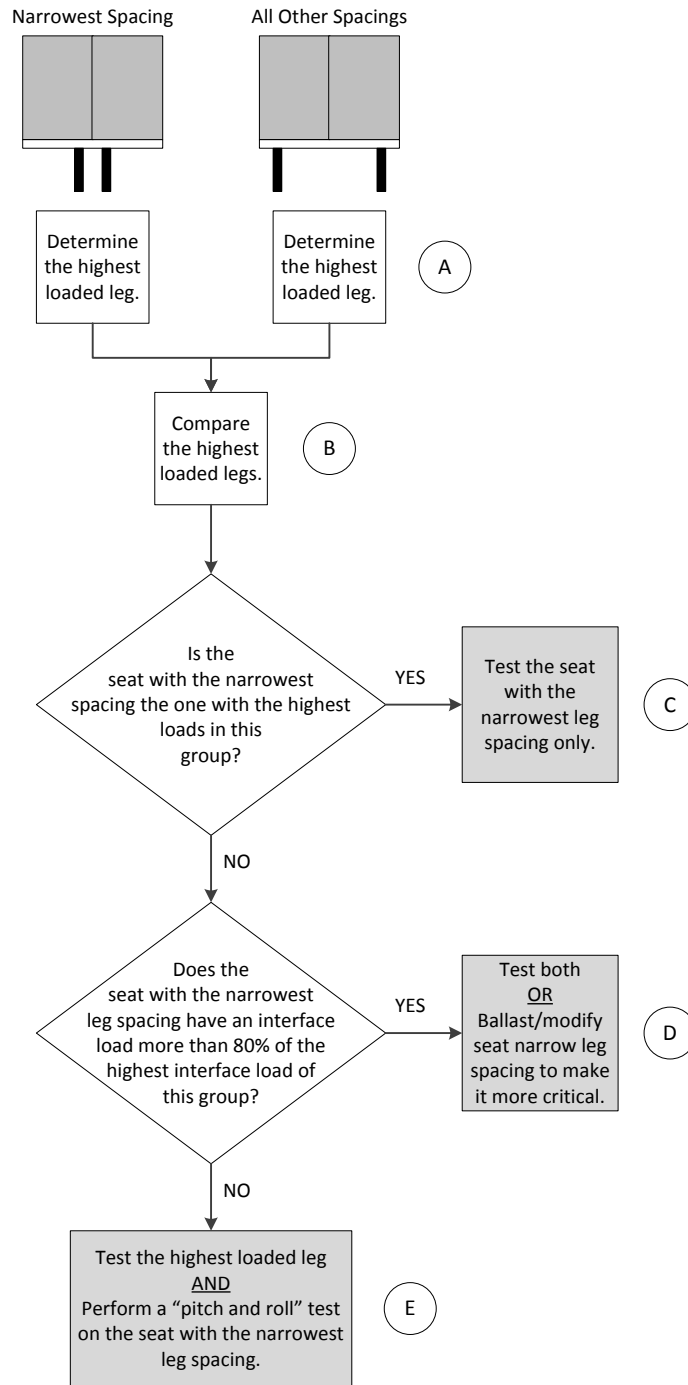 Narrowest Spacing
All Other Spacings
Determine
the highest
loaded leg.
Determine
the highest
loaded leg.
A
Compare
the highest
loaded legs.
B
Is the
seat with the narrowest
spacing the one with the highest
loads in this
group?
YES
Test the seat
with the
narrowest leg
spacing only.
C
NO
Does the
seat with the narrowest
leg spacing have an interface
load more than 80% of the
highest interface load of
this group?
YES
Test both
OR
Ballast/modify
seat narrow leg
spacing to make
it more critical.
D
NO
Test the highest loaded leg
AND
Perform a “pitch and roll” test
on the seat with the narrowest
leg spacing.
E